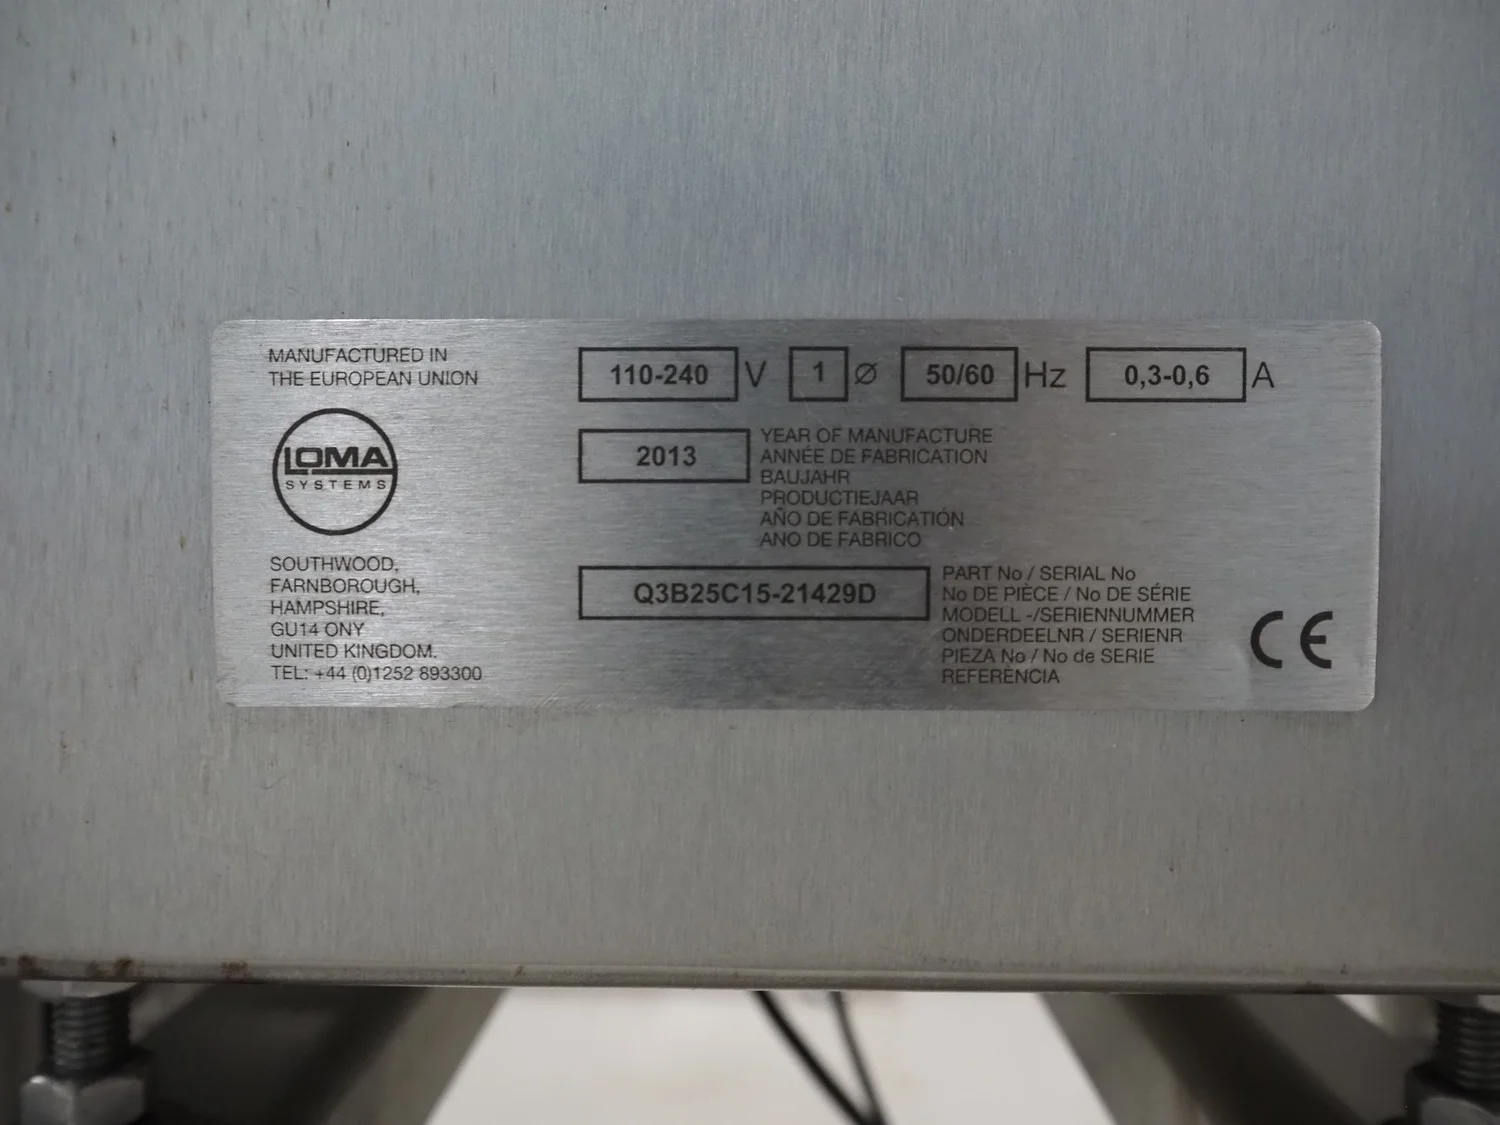 MANUFACTURED IN
THE EUROPEAN UNION
LOMA
SYSTEMS
SOUTHWOOD,
FARNBOROUGH,
HAMPSHIRE,
GU14 ONY
UNITED KINGDOM.
TEL: +44 (0)1252 893300
110-240 V 1 Ø 50/60 Hz 0,3-0,6 A
2013
YEAR OF MANUFACTURE
ANNÉE DE FABRICATION
BAUJAHR
PRODUCTIEJAAR
AÑO DE FABRICATIÓN
ANO DE FABRICO
Q3B25C15-21429D
PART No / SERIAL No
No DE PIÈCE / No DE SÉRIE
MODELL -/SERIENNUMMER
ONDERDEELNR / SERIENR
PIEZA No / No de SERIE
REFERÊNCIA
CE